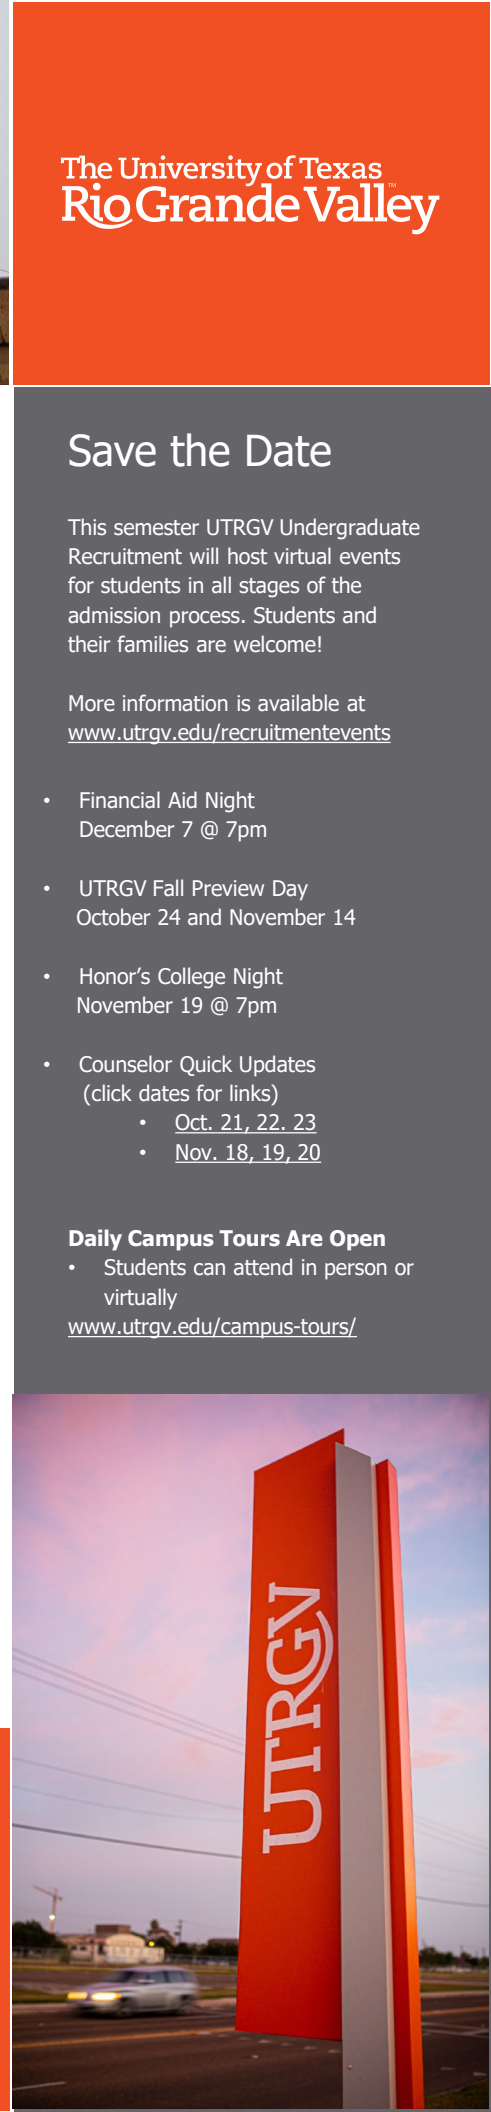 The University of Texas
Rio Grande Valley™
Save the Date
This semester UTRGV Undergraduate
Recruitment will host virtual events
for students in all stages of the
admission process. Students and
their families are welcome!
More information is available at
www.utrgv.edu/recruitmentevents
• Financial Aid Night
December 7 @ 7pm
• UTRGV Fall Preview Day
October 24 and November 14
• Honor’s College Night
November 19 @ 7pm
• Counselor Quick Updates
(click dates for links)
• Oct. 21, 22. 23
• Nov. 18, 19, 20
Daily Campus Tours Are Open
• Students can attend in person or
virtually
www.utrgv.edu/campus-tours/
UTRGV